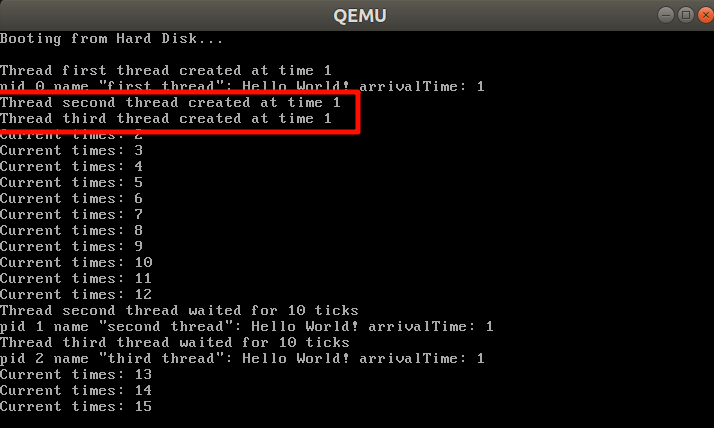 QEMU
Booting from Hard Disk...
Thread first thread created at time 1
pid 0 name "first thread": Hello World! arrivalTime: 1
Thread second thread created at time 1
Thread third thread created at time 1
Current times: 2
Current times: 3
Current times: 4
Current times: 5
Current times: 6
Current times: 7
Current times: 8
Current times: 9
Current times: 10
Current times: 11
Current times: 12
Thread second thread waited for 10 ticks
pid 1 name "second thread": Hello World! arrivalTime: 1
Thread third thread waited for 10 ticks
pid 2 name "third thread": Hello World! arrivalTime: 1
Current times: 13
Current times: 14
Current times: 15